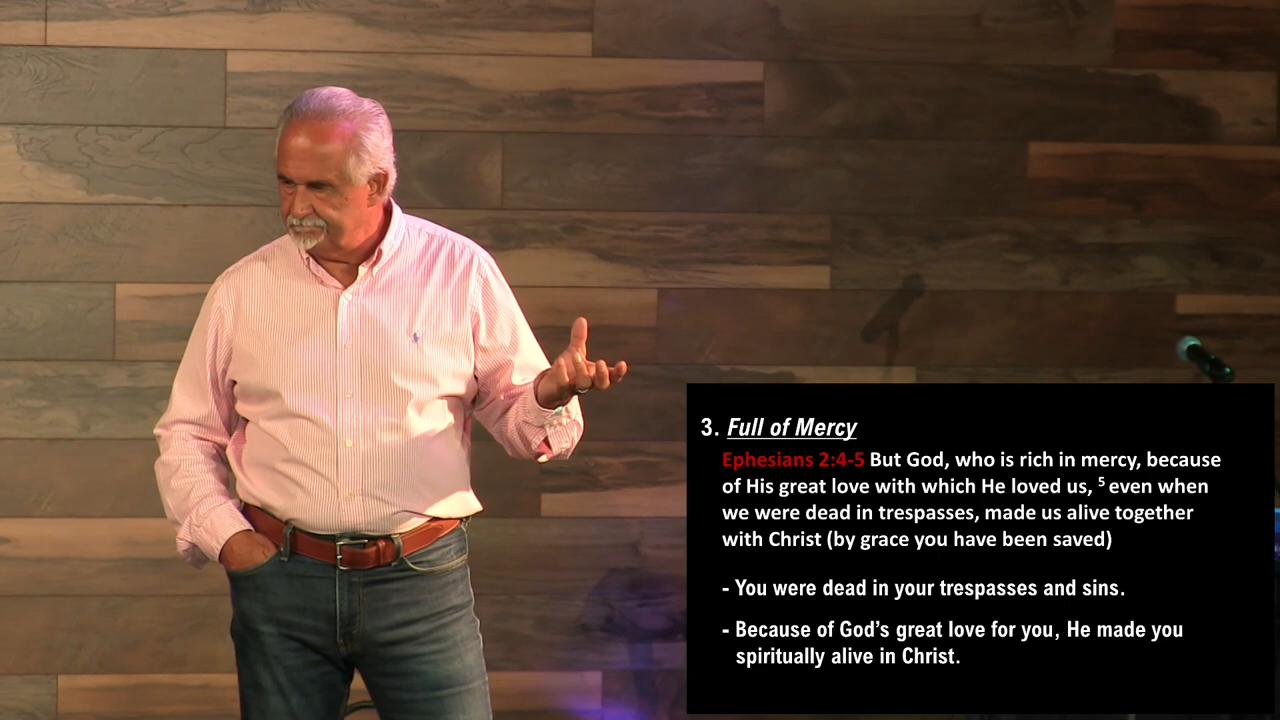 3. Full of Mercy
Ephesians 2:4-5 But God, who is rich in mercy, because
of His great love with which He loved us, 5 even when
we were dead in trespasses, made us alive together
with Christ (by grace you have been saved)
- You were dead in your trespasses and sins.
- Because of God’s great love for you, He made you
spiritually alive in Christ.